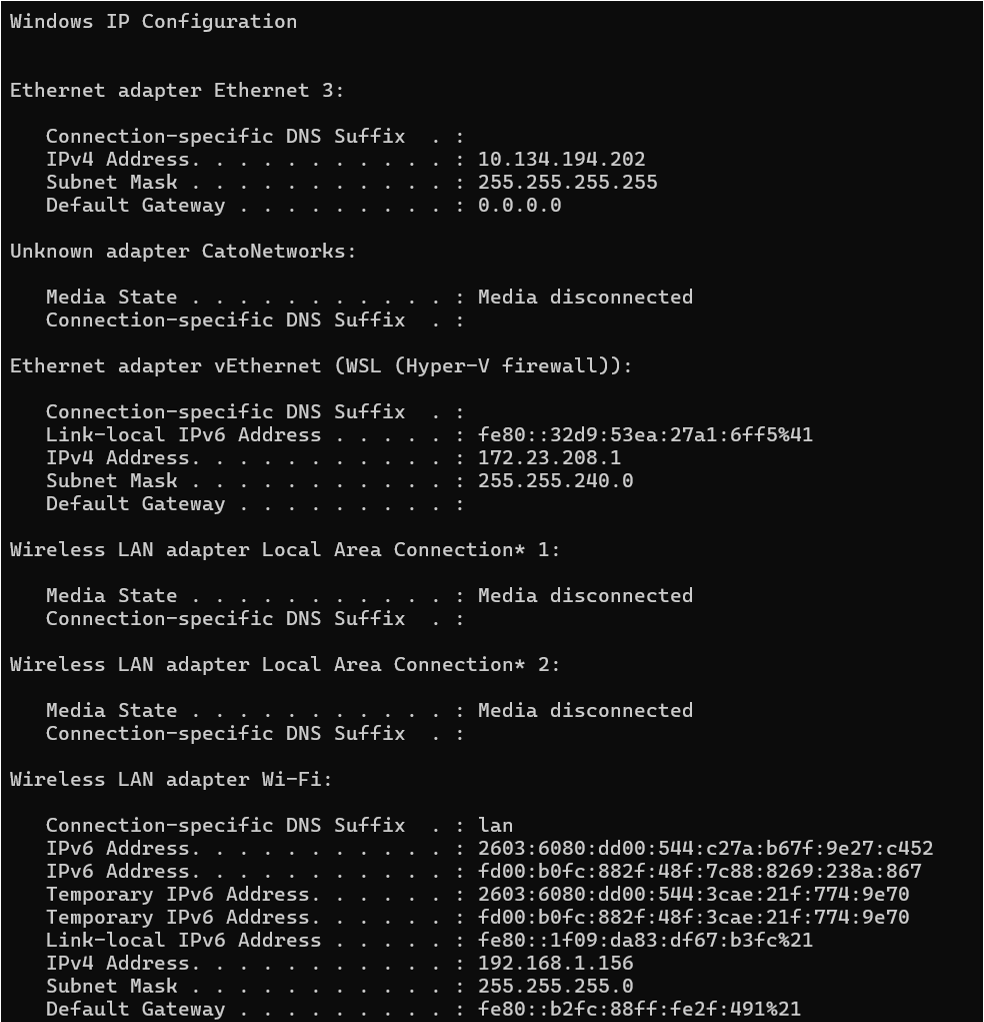 Windows IP Configuration
Ethernet adapter Ethernet 3:
Connection-specific DNS Suffix  . :
IPv4 Address. . . . . . . . . . . : 10.134.194.202
Subnet Mask . . . . . . . . . . . : 255.255.255.255
Default Gateway . . . . . . . . . : 0.0.0.0
Unknown adapter CatoNetworks:
Media State . . . . . . . . . . . : Media disconnected
Connection-specific DNS Suffix  . :
Ethernet adapter vEthernet (WSL (Hyper-V firewall)):
Connection-specific DNS Suffix  . :
Link-local IPv6 Address . . . . . : fe80::32d9:53ea:27a1:6ff5%41
IPv4 Address. . . . . . . . . . . : 172.23.208.1
Subnet Mask . . . . . . . . . . . : 255.255.240.0
Default Gateway . . . . . . . . . :
Wireless LAN adapter Local Area Connection* 1:
Media State . . . . . . . . . . . : Media disconnected
Connection-specific DNS Suffix  . :
Wireless LAN adapter Local Area Connection* 2:
Media State . . . . . . . . . . . : Media disconnected
Connection-specific DNS Suffix  . :
Wireless LAN adapter Wi-Fi:
Connection-specific DNS Suffix  . : lan
IPv6 Address. . . . . . . . . . . : 2603:6080:dd00:544:c27a:b67f:9e27:c452
IPv6 Address. . . . . . . . . . . : fd00:b0fc:882f:48f:7c88:8269:238a:867
Temporary IPv6 Address. . . . . . : 2603:6080:dd00:544:3cae:21f:774:9e70
Temporary IPv6 Address. . . . . . : fd00:b0fc:882f:48f:3cae:21f:774:9e70
Link-local IPv6 Address . . . . . : fe80::1f09:da83:df67:b3fc%21
IPv4 Address. . . . . . . . . . . : 192.168.1.156
Subnet Mask . . . . . . . . . . . : 255.255.255.0
Default Gateway . . . . . . . . . : fe80::b2fc:88ff:fe2f:491%21